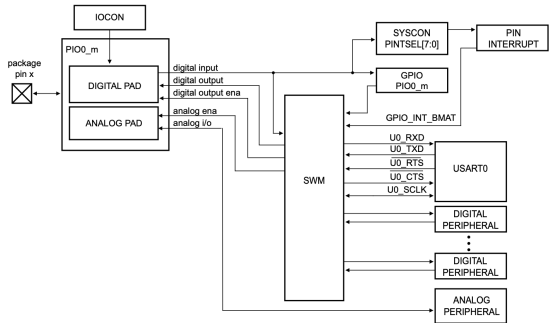 IOCON
PIO0_m
package
pin x
DIGITAL PAD
ANALOG PAD
digital input
digital output
digital output ena
analog ena
analog i/o
SYSCON
PINTSEL[7:0]
PIN
INTERRUPT
GPIO
PIO0_m
GPIO_INT_BMAT
SWM
U0_RXD
U0_TXD
U0_RTS
U0_CTS
U0_SCLK
USART0
DIGITAL
PERIPHERAL
DIGITAL
PERIPHERAL
ANALOG
PERIPHERAL